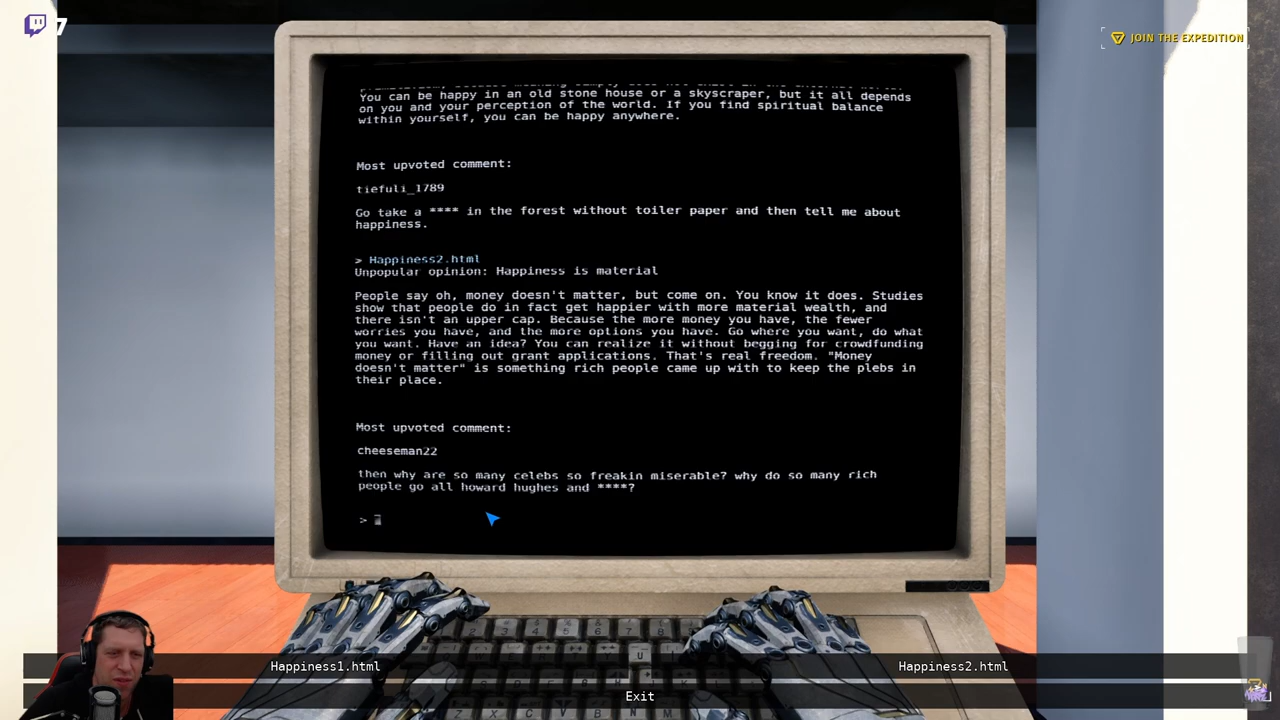 7
JOIN THE EXPEDITION
You can be happy in an old stone house or a skyscraper, but it all depends
on you and your perception of the world. If you find spiritual balance
within yourself, you can be happy anywhere.
Most upvoted comment:
tiefuli_1789
Go take a **** in the forest without toiler paper and then tell me about
happiness.
> Happiness2.html
Unpopular opinion: Happiness is material
People say oh, money doesn't matter, but come on. You know it does. Studies
show that people do in fact get happier with more material wealth, and
there isn't an upper cap. Because the more money you have, the fewer
worries you have, and the more options you have. Go where you want, do what
you want. Have an idea? You can realize it without begging for crowdfunding
money or filling out grant applications. That's real freedom. "Money
doesn't matter" is something rich people came up with to keep the plebs in
their place.
Most upvoted comment:
cheeseman22
then why are so many celebs so freakin miserable? why do so many rich
people go all howard hughes and ****?
>
Happiness1.html
Happiness2.html
Exit